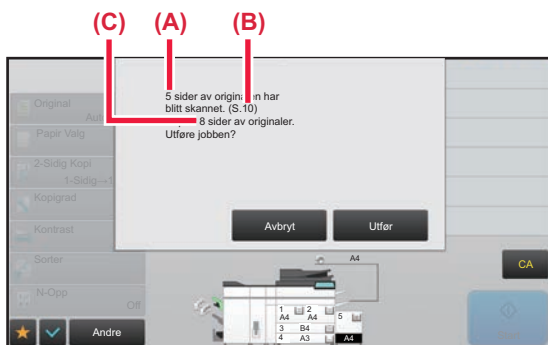 (C) (A) (B)
5 sider av originalen har
blitt skannet. (S.10)
8 sider av originaler.
Utføre jobben?
Avbryt Utfør
Original
Auto
Papir Valg
2-Sidig Kopi
1-Sidig→1
Kopigrad
Kontrast
Sorter
N-Opp
Off
Andre
A4
CA
1 A4 2 A4 5
3 B4
4 A3 A4